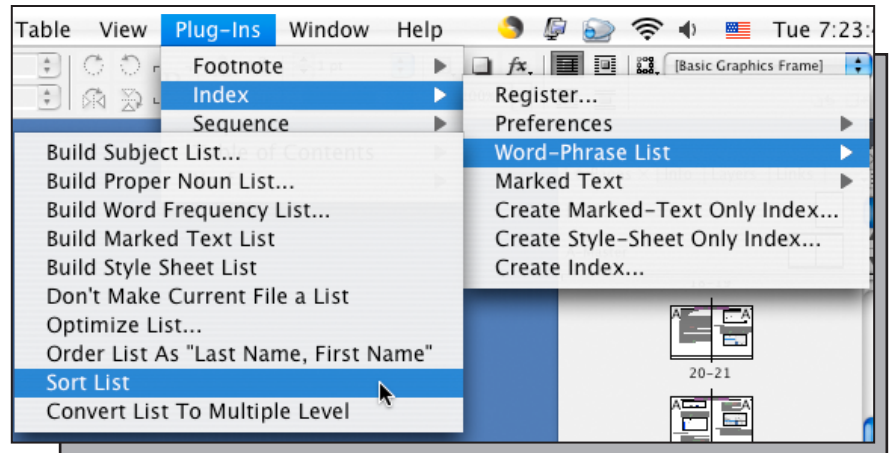 Table View Plug-Ins Window Help Tue 7:23:
[Basic Graphics Frame]
Footnote
Index
Sequence
Register...
Preferences
Word-Phrase List
Marked Text
Create Marked-Text Only Index...
Create Style-Sheet Only Index...
Create Index...
Build Subject List...
Build Proper Noun List...
Build Word Frequency List...
Build Marked Text List
Build Style Sheet List
Don't Make Current File a List
Optimize List...
Order List As "Last Name, First Name"
Sort List
Convert List To Multiple Level
A A
20-21
A A